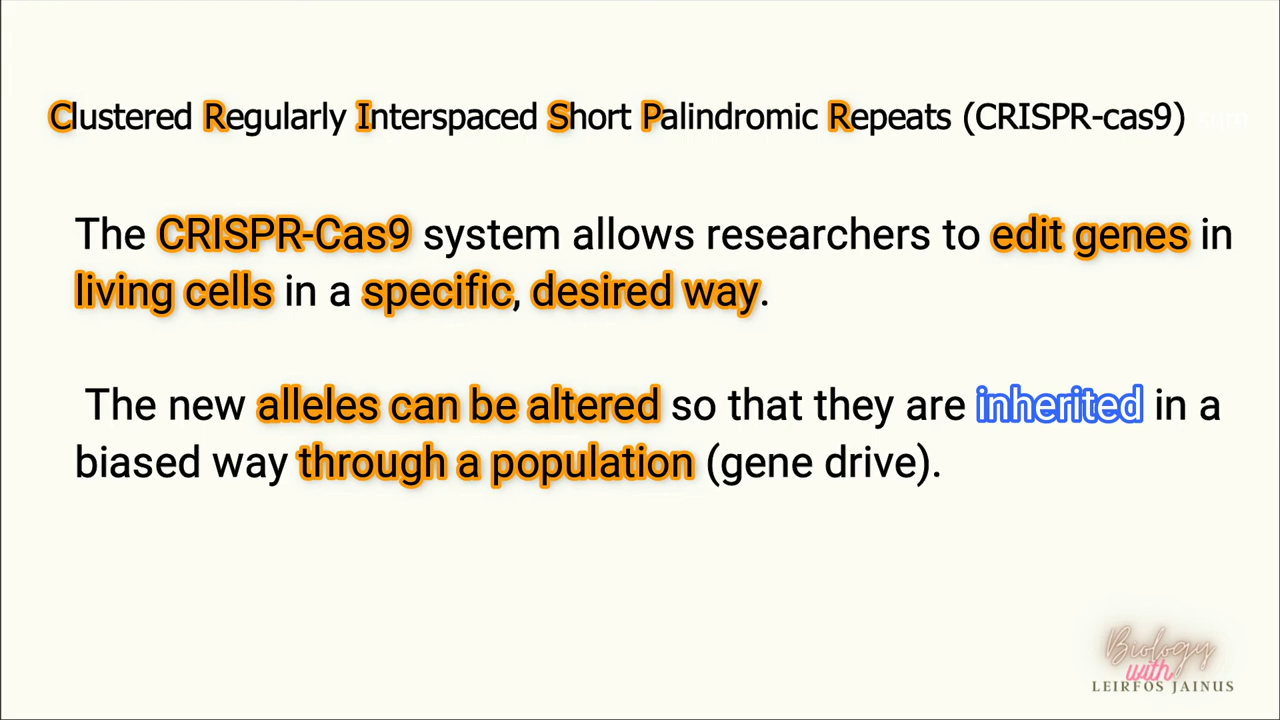 Clustered Regularly Interspaced Short Palindromic Repeats (CRISPR-cas9)
The CRISPR-Cas9 system allows researchers to edit genes in
living cells in a specific, desired way.
The new alleles can be altered so that they are inherited in a
biased way through a population (gene drive).
Biology
with
LEIRFOS JAINUS